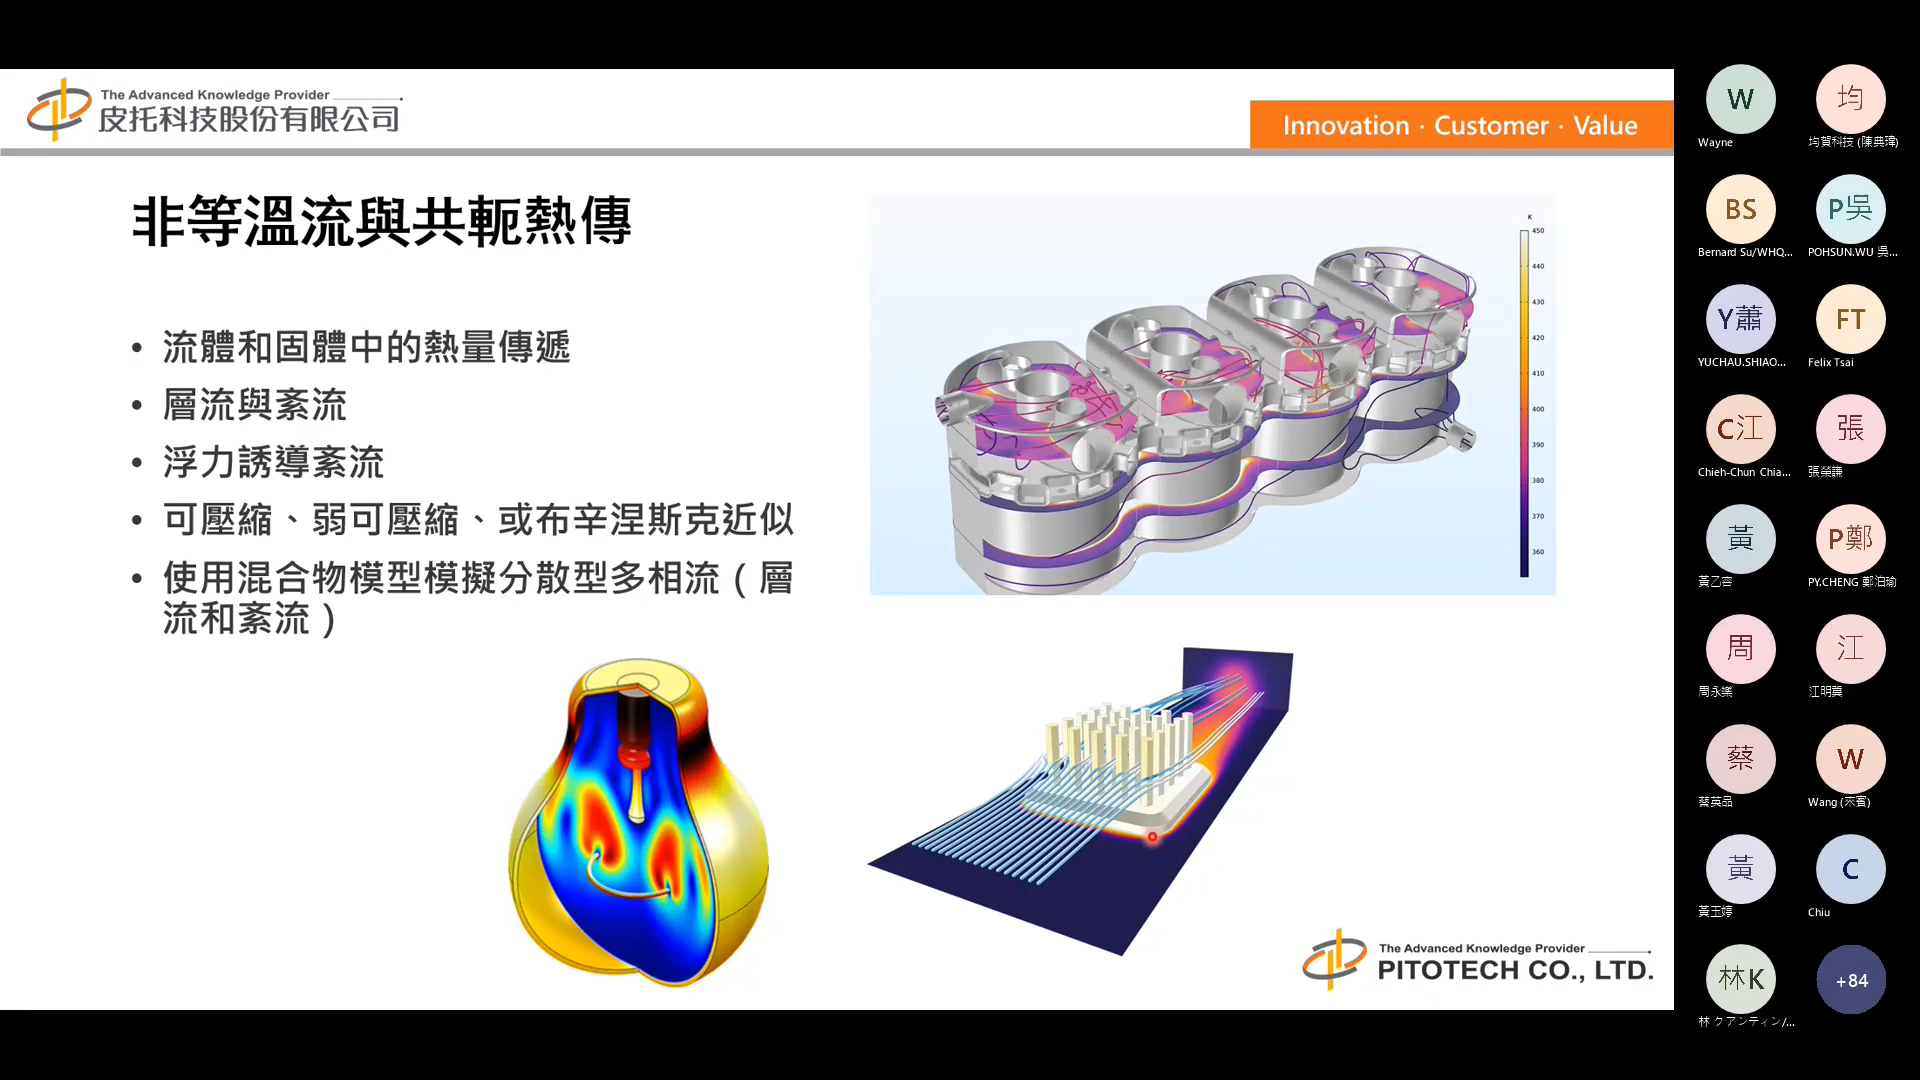 The Advanced Knowledge Provider
皮托科技股份有限公司
Innovation · Customer · Value
非等溫流與共軛熱傳
• 流體和固體中的熱量傳遞
• 層流與紊流
• 浮力誘導紊流
• 可壓縮、弱可壓縮、或布辛涅斯克近似
• 使用混合物模型模擬分散型多相流（層
流和紊流）
K
450
440
430
420
410
400
390
380
370
360
The Advanced Knowledge Provider
PITOTECH CO., LTD.
W
Wayne
均
均賀科技 (陳典瑋)
BS
Bernard Su/WHQ...
P吳
POHSUN.WU 吳...
Y蕭
YUCHAU.SHIAO...
FT
Felix Tsai
C江
Chieh-Chun Chia...
張
張榮謙
黃
黃乙容
P鄭
PY.CHENG 鄭泊瑜
周
周永樂
江
江明蒖
蔡
蔡英品
W
Wang (來賓)
黃
黃玉婷
C
Chiu
林K
林 クアンティン/...
+84